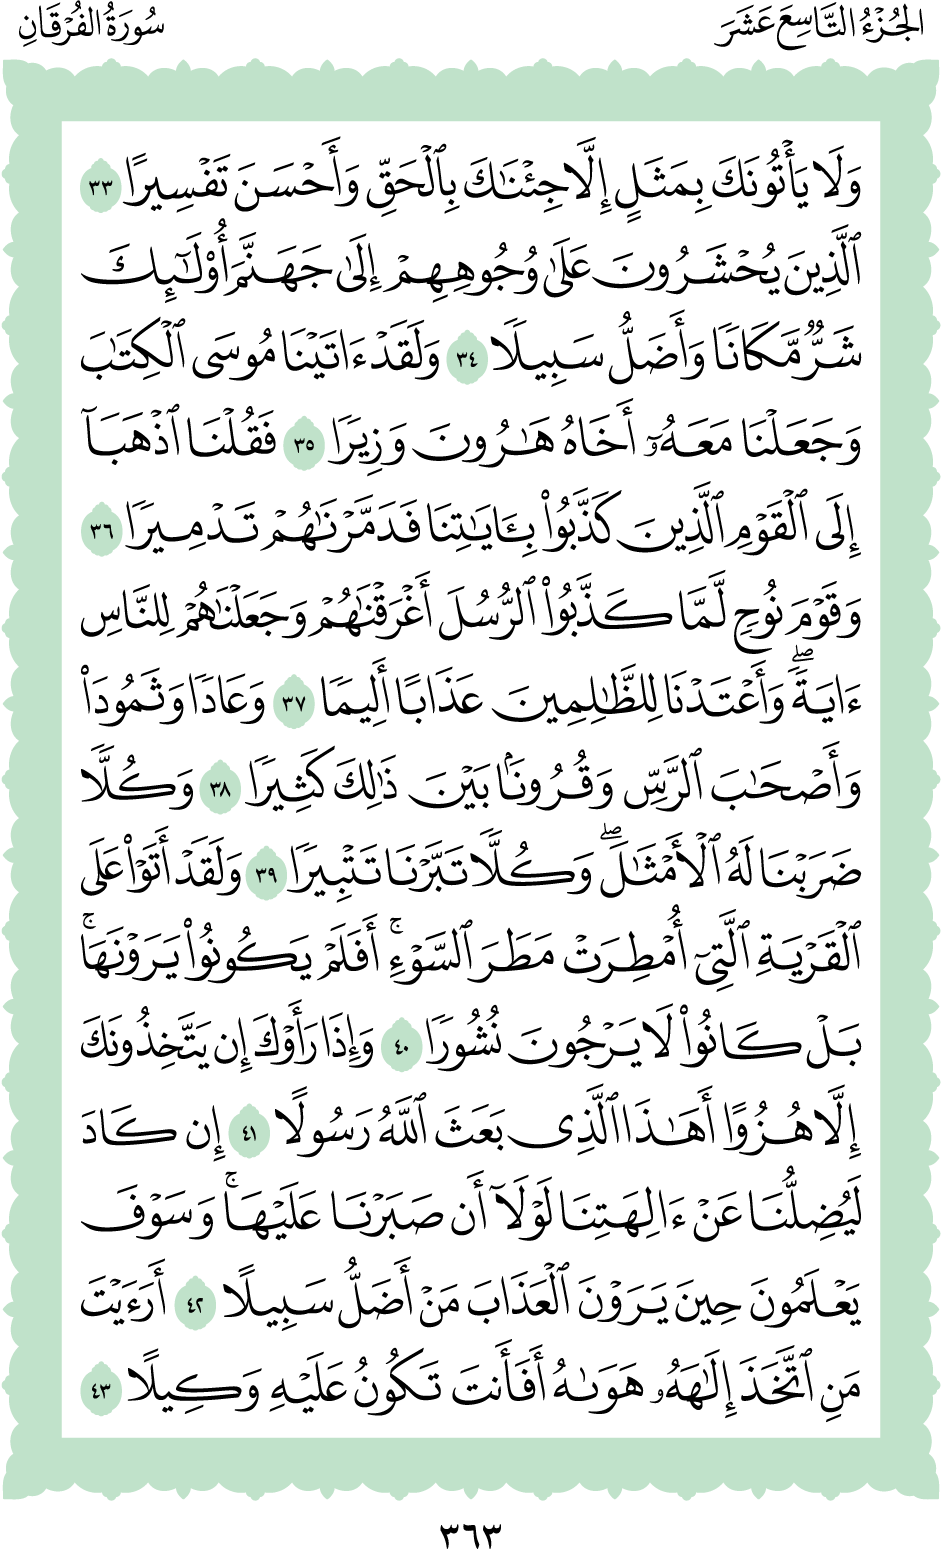 الجُزْءُ التَّاسِعَ عَشَرَ
سُورَةُ الفُرْقَانِ
وَلَا يَأْتُونَكَ بِمَثَلٍ إِلَّا جِئْنَٰكَ بِٱلْحَقِّ وَأَحْسَنَ تَفْسِيرًا ٣٣
ٱلَّذِينَ يُحْشَرُونَ عَلَىٰ وُجُوهِهِمْ إِلَىٰ جَهَنَّمَ أُو۟لَٰٓئِكَ
شَرٌّ مَّكَانًا وَأَضَلُّ سَبِيلًا ٣٤ وَلَقَدْ ءَاتَيْنَا مُوسَى ٱلْكِتَٰبَ
وَجَعَلْنَا مَعَهُۥٓ أَخَاهُ هَٰرُونَ وَزِيرًا ٣٥ فَقُلْنَا ٱذْهَبَآ
إِلَى ٱلْقَوْمِ ٱلَّذِينَ كَذَّبُوا۟ بِـَٔايَٰتِنَا فَدَمَّرْنَٰهُمْ تَدْمِيرًا ٣٦
وَقَوْمَ نُوحٍ لَّمَّا كَذَّبُوا۟ ٱلرُّسُلَ أَغْرَقْنَٰهُمْ وَجَعَلْنَٰهُمْ لِلنَّاسِ
ءَايَةً ۖ وَأَعْتَدْنَا لِلظَّٰلِمِينَ عَذَابًا أَلِيمًا ٣٧ وَعَادًا وَثَمُودَا۟
وَأَصْحَٰبَ ٱلرَّسِّ وَقُرُونًۢا بَيْنَ ذَٰلِكَ كَثِيرًا ٣٨ وَكُلًّا
ضَرَبْنَا لَهُ ٱلْأَمْثَٰلَ ۖ وَكُلًّا تَبَّرْنَا تَتْبِيرًا ٣٩ وَلَقَدْ أَتَوْا۟ عَلَى
ٱلْقَرْيَةِ ٱلَّتِىٓ أُمْطِرَتْ مَطَرَ ٱلسَّوْءِ ۚ أَفَلَمْ يَكُونُوا۟ يَرَوْنَهَا ۚ
بَلْ كَانُوا۟ لَا يَرْجُونَ نُشُورًا ٤٠ وَإِذَا رَأَوْكَ إِن يَتَّخِذُونَكَ
إِلَّا هُزُوًا أَهَٰذَا ٱلَّذِى بَعَثَ ٱللَّهُ رَسُولًا ٤١ إِن كَادَ
لَيُضِلُّنَا عَنْ ءَالِهَتِنَا لَوْلَآ أَن صَبَرْنَا عَلَيْهَا ۚ وَسَوْفَ
يَعْلَمُونَ حِينَ يَرَوْنَ ٱلْعَذَابَ مَنْ أَضَلُّ سَبِيلًا ٤٢ أَرَءَيْتَ
مَنِ ٱتَّخَذَ إِلَٰهَهُۥ هَوَىٰهُ أَفَأَنتَ تَكُونُ عَلَيْهِ وَكِيلًا ٤٣
٣٦٣